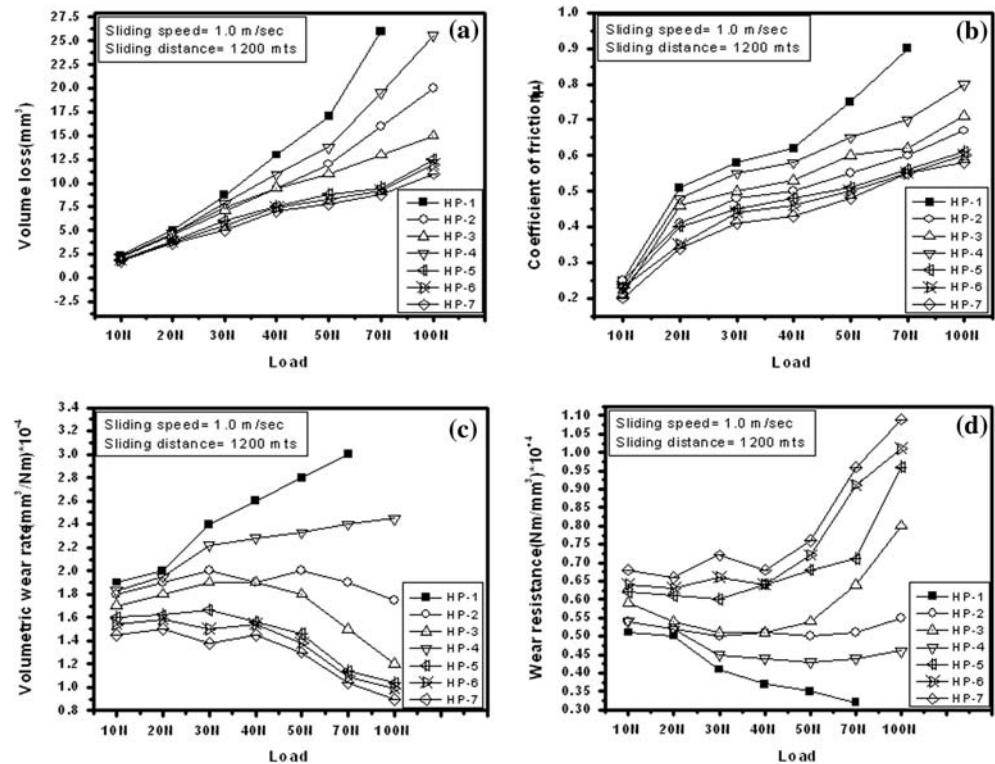 (a)
Sliding speed= 1.0 m/sec
Sliding distance= 1200 mts
Volume loss(mm³)
27.5
25.0
22.5
20.0
17.5
15.0
12.5
10.0
7.5
5.0
2.5
0.0
-2.5
HP-1
HP-2
HP-3
HP-4
HP-5
HP-6
HP-7
10N 20N 30N 40N 50N 70N 100N
Load
(b)
Sliding speed= 1.0 m/sec
Sliding distance= 1200 mts
Coefficient of friction(μ)
1.0
0.9
0.8
0.7
0.6
0.5
0.4
0.3
0.2
HP-1
HP-2
HP-3
HP-4
HP-5
HP-6
HP-7
10N 20N 30N 40N 50N 70N 100N
Load
(c)
Sliding speed= 1.0 m/sec
Sliding distance= 1200 mts
Volumetric wear rate(mm³/Nm)*10⁻⁴
3.4
3.2
3.0
2.8
2.6
2.4
2.2
2.0
1.8
1.6
1.4
1.2
1.0
0.8
HP-1
HP-2
HP-3
HP-4
HP-5
HP-6
HP-7
10N 20N 30N 40N 50N 70N 100N
Load
(d)
Sliding speed= 1.0 m/sec
Sliding distance= 1200 mts
Wear resistance(Nm/mm³)*10⁻⁴
1.10
1.05
1.00
0.95
0.90
0.85
0.80
0.75
0.70
0.65
0.60
0.55
0.50
0.45
0.40
0.35
0.30
HP-1
HP-2
HP-3
HP-4
HP-5
HP-6
HP-7
10N 20N 30N 40N 50N 70N 100N
Load